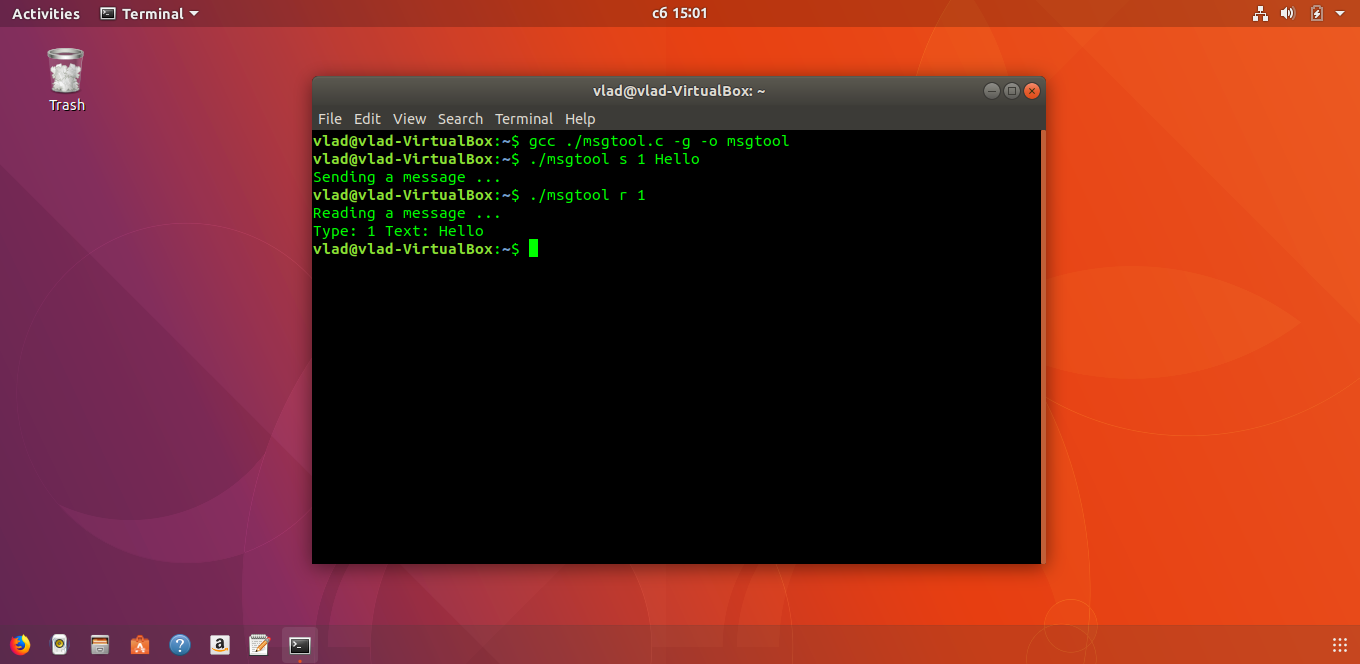 Activities Terminal сб 15:01
Trash
vlad@vlad-VirtualBox: ~
File Edit View Search Terminal Help
vlad@vlad-VirtualBox:~$ gcc ./msgtool.c -g -o msgtool
vlad@vlad-VirtualBox:~$ ./msgtool s 1 Hello
Sending a message ...
vlad@vlad-VirtualBox:~$ ./msgtool r 1
Reading a message ...
Type: 1 Text: Hello
vlad@vlad-VirtualBox:~$